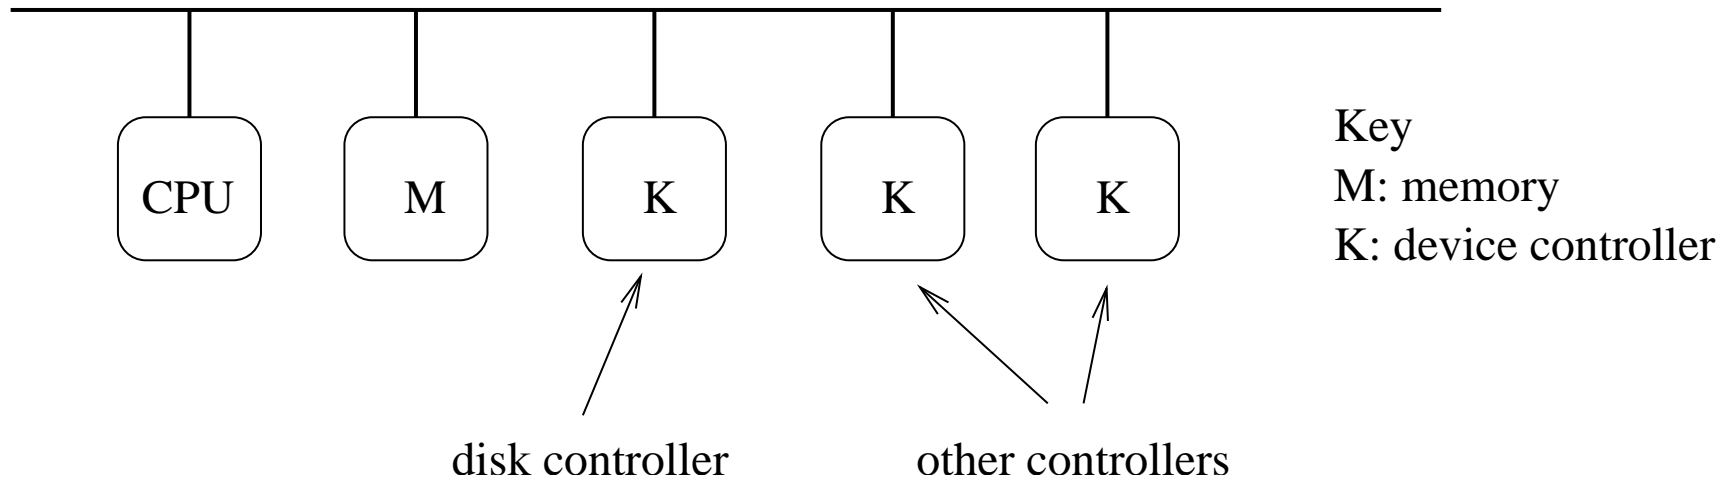 CPU
M
K
K
K
Key
M: memory
K: device controller
disk controller
other controllers